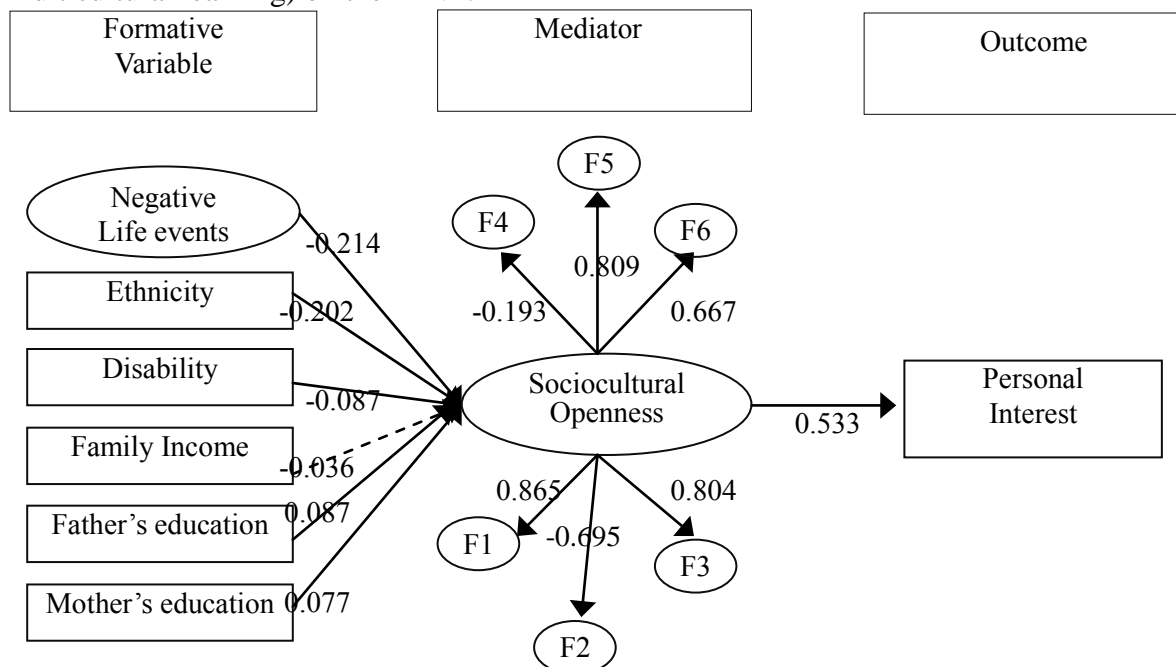 Formative
Variable
Mediator
Outcome
F5
Negative
Life events
F4
F6
-0.214
0.809
Ethnicity
-0.202
-0.193
0.667
Disability
-0.087
Sociocultural
Openness
Personal
Interest
0.533
Family Income
-0.036
0.865
0.804
Father’s education
0.087
-0.695
F1
F3
Mother’s education
0.077
F2